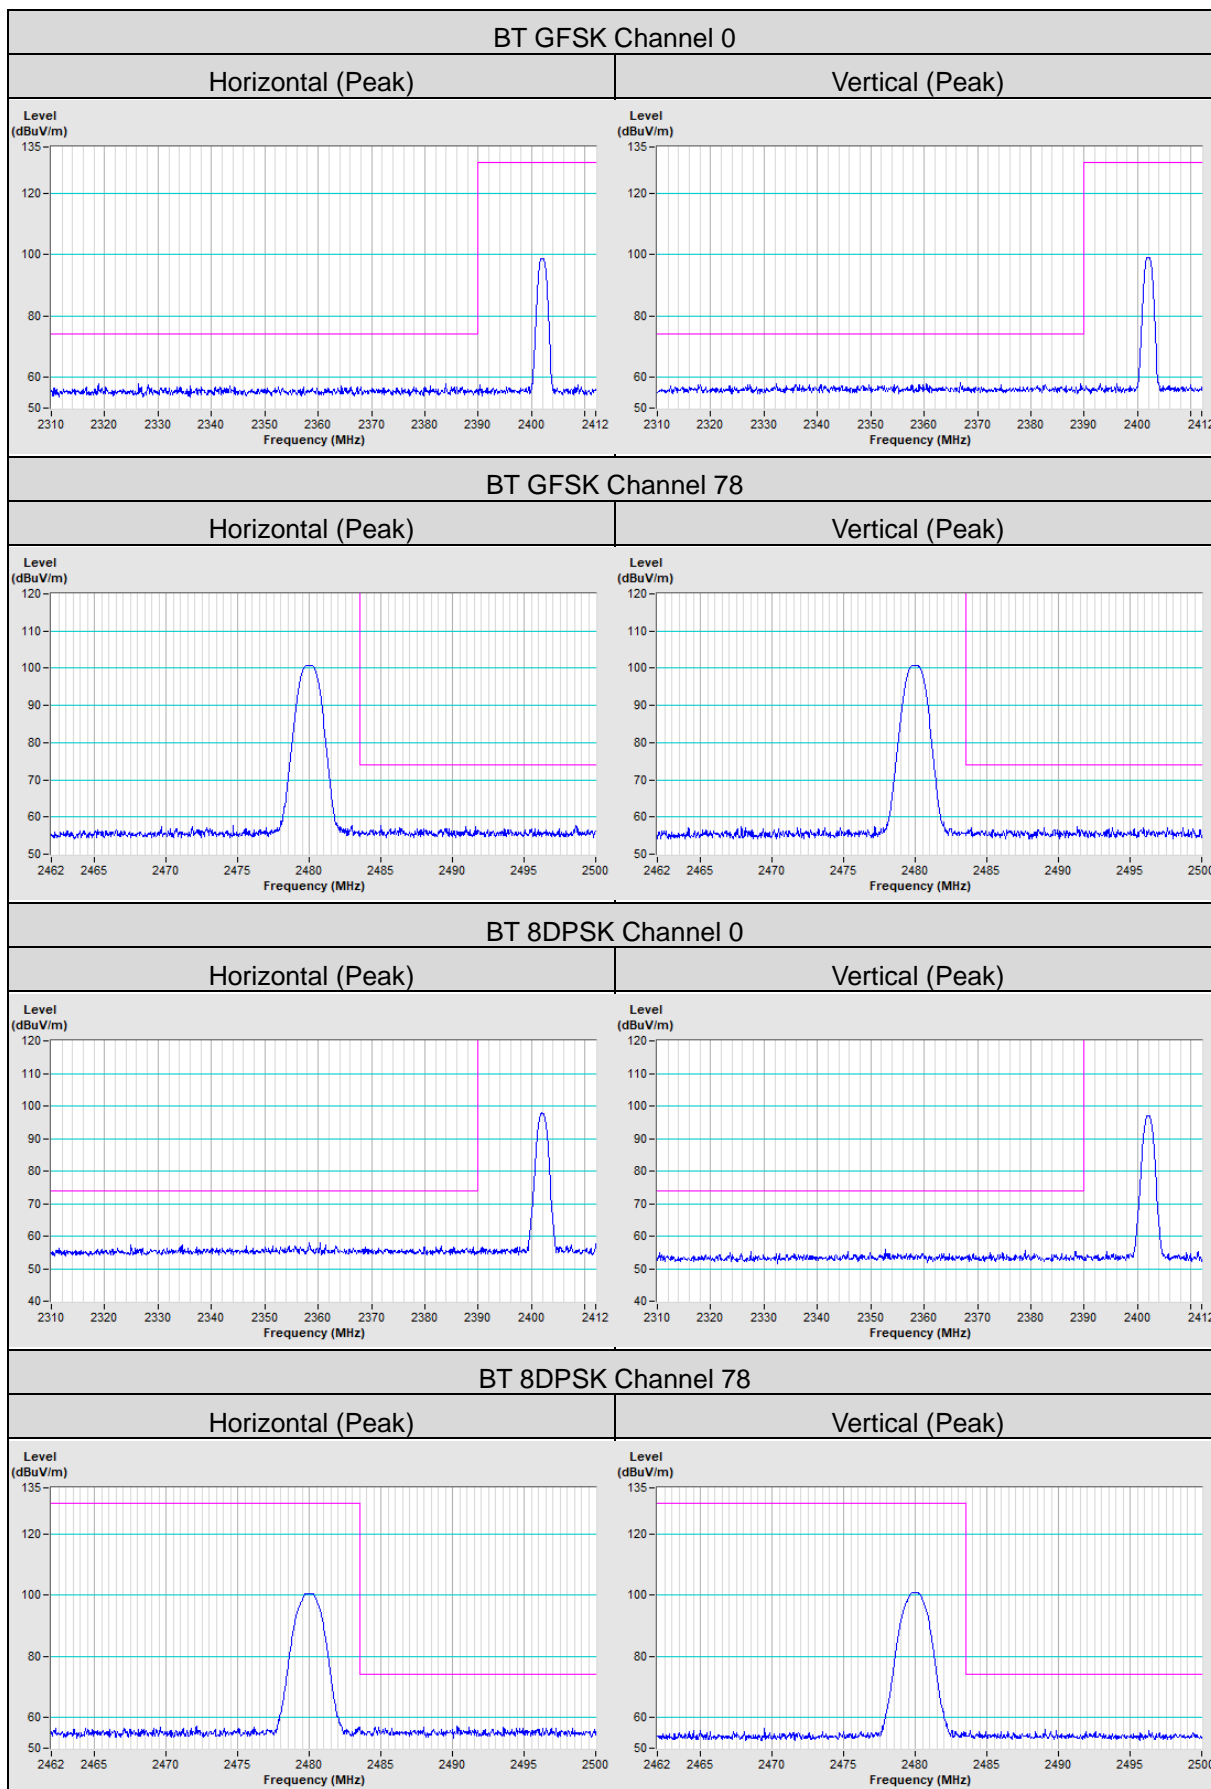 BT GFSK Channel 0
Horizontal (Peak) Vertical (Peak)
Level Level
(dBuV/m) (dBuV/m)
135 135
120 120
100 100
80 80
60 60
50 50
2310 2320 2330 2340 2350 2360 2370 2380 2390 2400 2412 2310 2320 2330 2340 2350 2360 2370 2380 2390 2400 2412
Frequency (MHz) Frequency (MHz)
BT GFSK Channel 78
Horizontal (Peak) Vertical (Peak)
Level Level
(dBuV/m) (dBuV/m)
120 120
110 110
100 100
90 90
80 80
70 70
60 60
50 50
2462 2465 2470 2475 2480 2485 2490 2495 2500 2462 2465 2470 2475 2480 2485 2490 2495 2500
Frequency (MHz) Frequency (MHz)
BT 8DPSK Channel 0
Horizontal (Peak) Vertical (Peak)
Level Level
(dBuV/m) (dBuV/m)
120 120
110 110
100 100
90 90
80 80
70 70
60 60
50 50
40 40
2310 2320 2330 2340 2350 2360 2370 2380 2390 2400 2412 2310 2320 2330 2340 2350 2360 2370 2380 2390 2400 2412
Frequency (MHz) Frequency (MHz)
BT 8DPSK Channel 78
Horizontal (Peak) Vertical (Peak)
Level Level
(dBuV/m) (dBuV/m)
135 135
120 120
100 100
80 80
60 60
50 50
2462 2465 2470 2475 2480 2485 2490 2495 2500 2462 2465 2470 2475 2480 2485 2490 2495 2500
Frequency (MHz) Frequency (MHz)